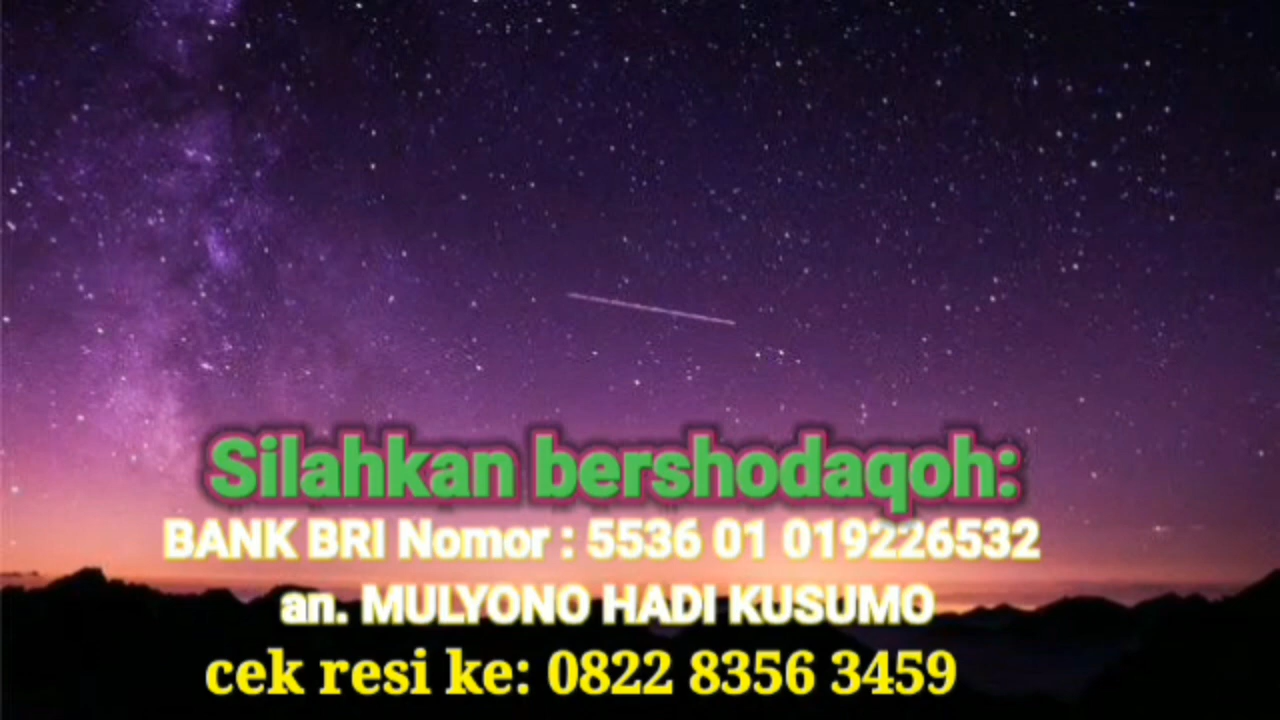 Silahkan bershodaqoh:
BANK BRI Nomor : 5536 01 019226532
an. MULYONO HADI KUSUMO
cek resi ke: 0822 8356 3459